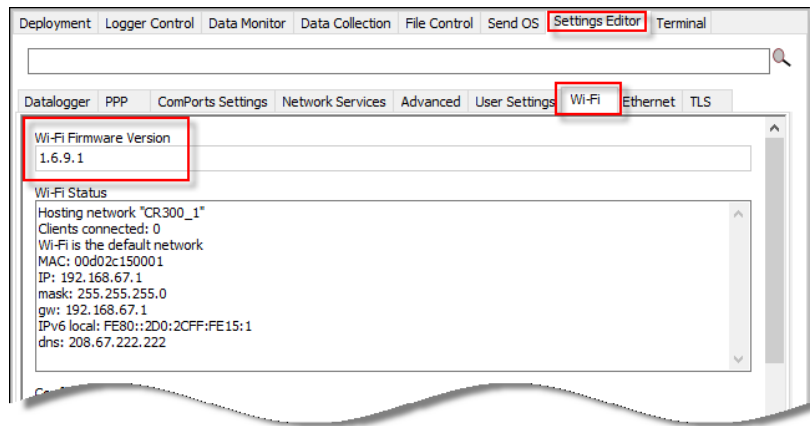 Deployment Logger Control Data Monitor Data Collection File Control Send OS Settings Editor Terminal
Datalogger PPP ComPorts Settings Network Services Advanced User Settings Wi-Fi Ethernet TLS
Wi-Fi Firmware Version
1.6.9.1
Wi-Fi Status
Hosting network "CR300_1"
Clients connected: 0
Wi-Fi is the default network
MAC: 00d02c150001
IP: 192.168.67.1
mask: 255.255.255.0
gw: 192.168.67.1
IPv6 local: FE80::2D0:2CFF:FE15:1
dns: 208.67.222.222